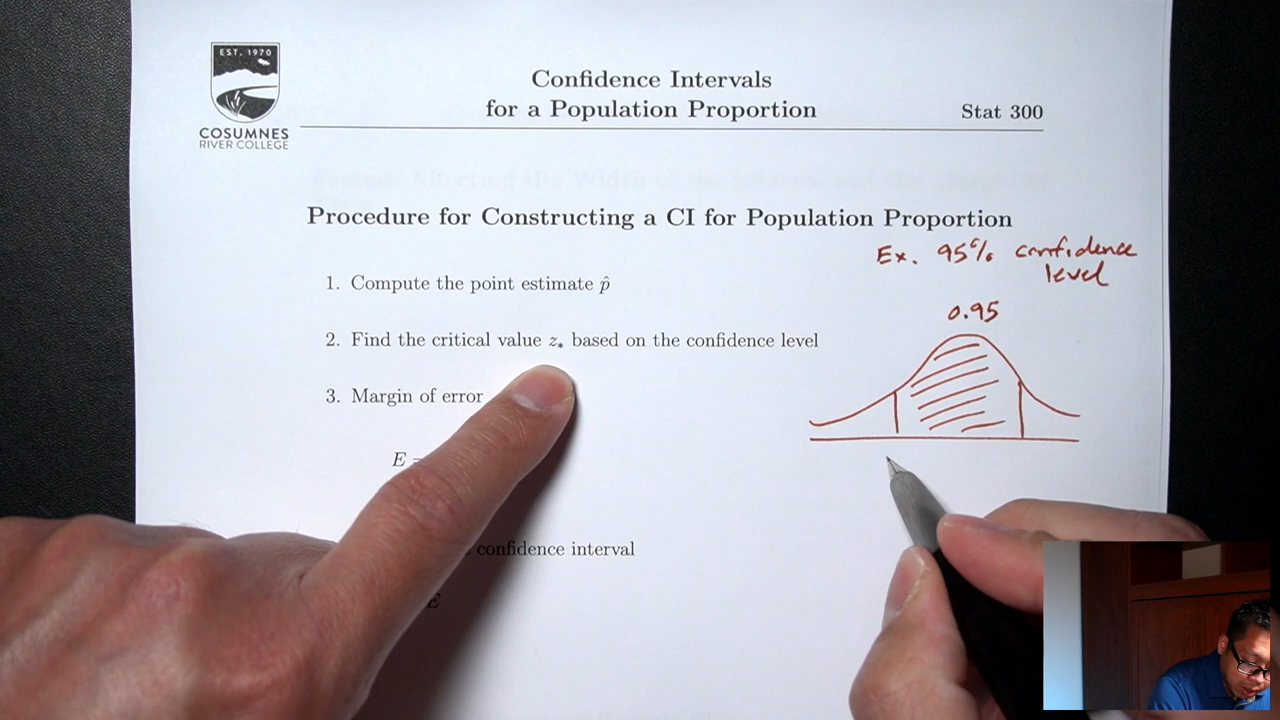 EST. 1970
COSUMNES
RIVER COLLEGE
Confidence Intervals
for a Population Proportion
Stat 300
Procedure for Constructing a CI for Population Proportion
Ex. 95% confidence
level
1. Compute the point estimate p̂
0.95
2. Find the critical value z* based on the confidence level
3. Margin of error
E =
confidence interval
E